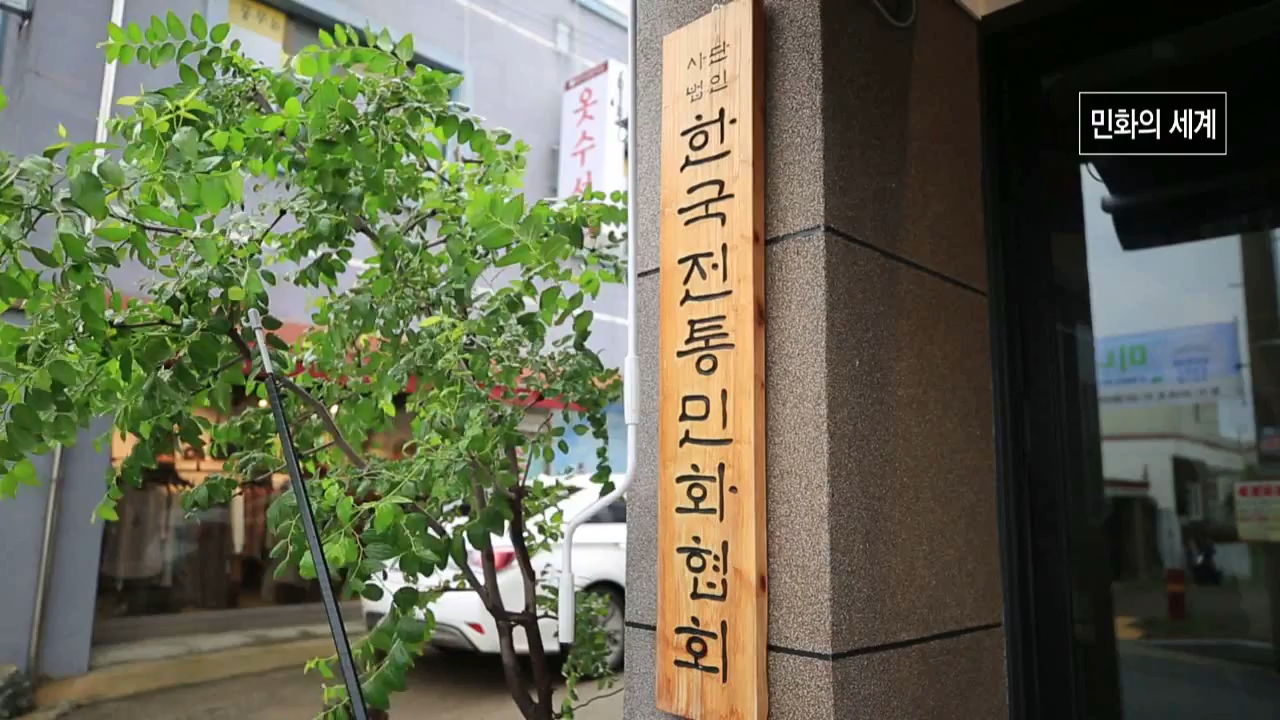 사단
법인
한국전통민화협회
민화의 세계
옷수선